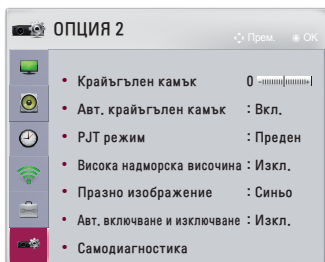 ОПЦИЯ 2
Прем. OK
• Крайъгълен камък 0
• Авт. крайъгълен камък : Вкл.
• PJT режим : Преден
• Висока надморска височина : Изкл.
• Празно изображение : Синьо
• Авт. включване и изключване : Изкл.
• Самодиагностика